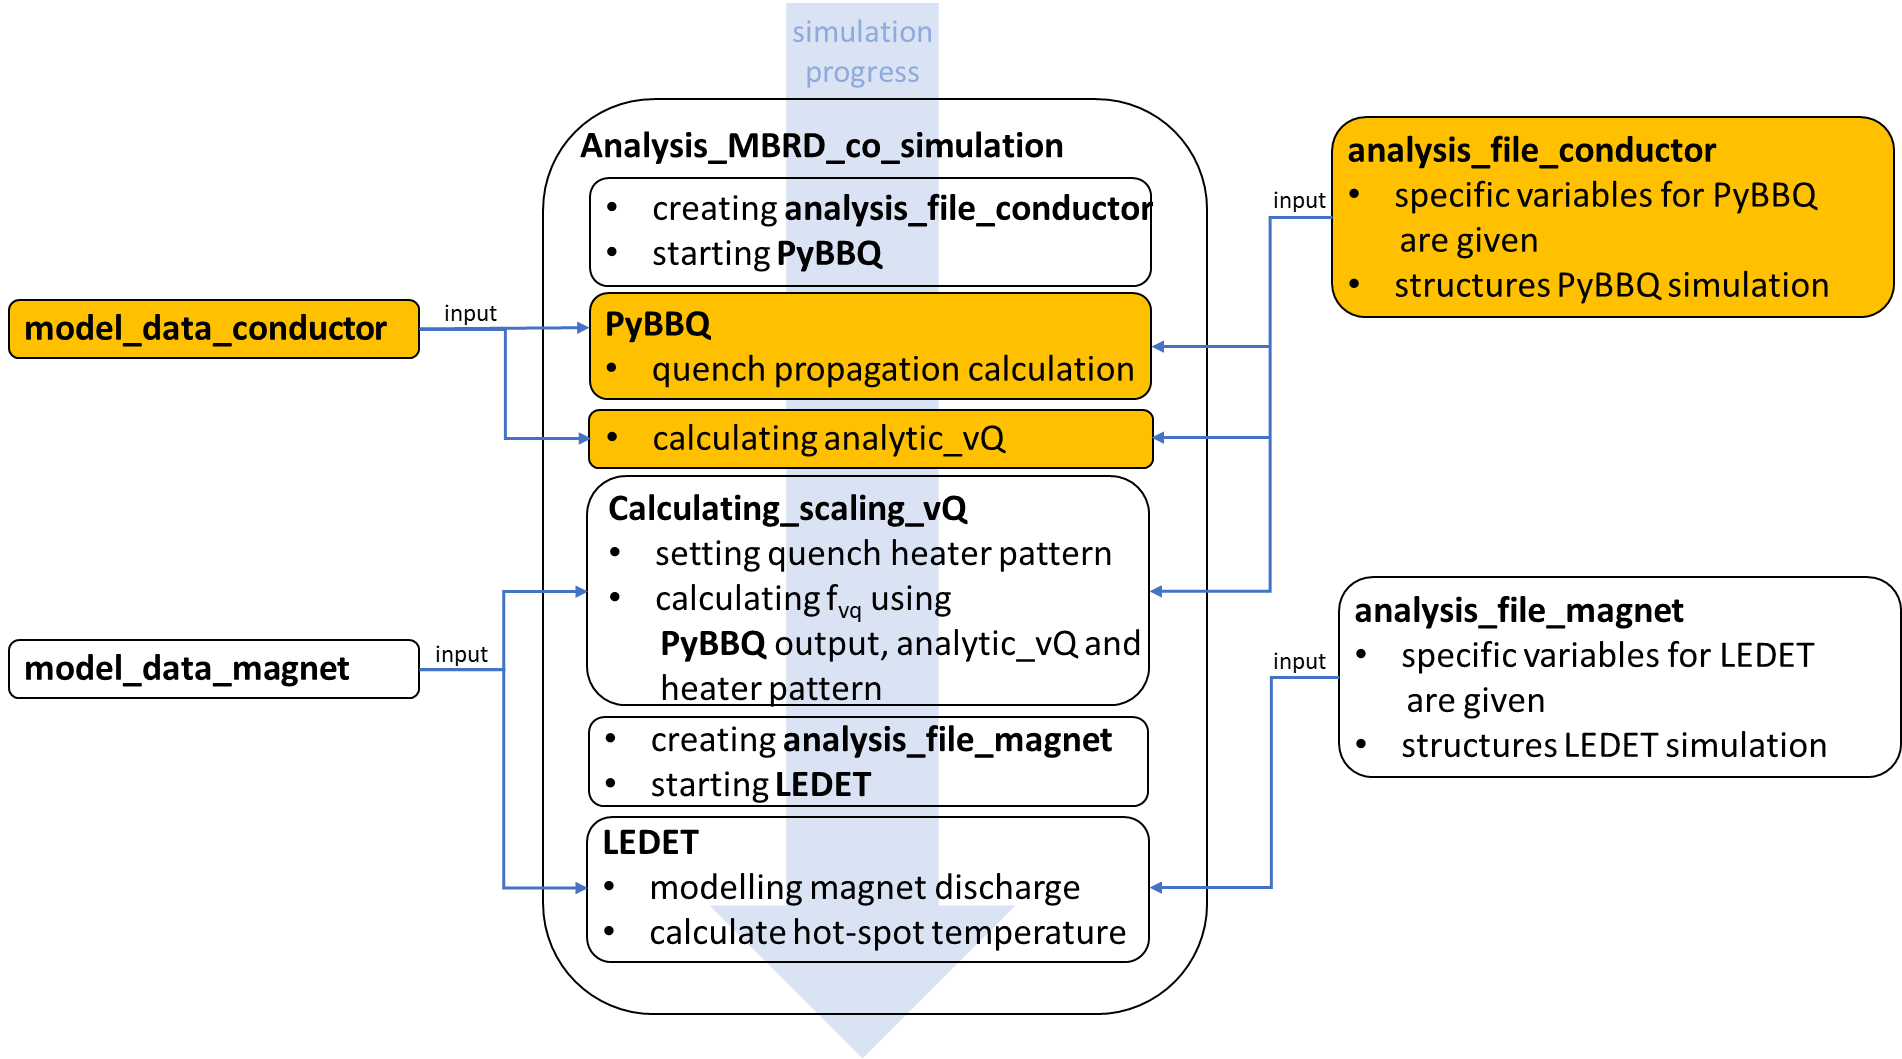 simulation
progress
Analysis_MBRD_co_simulation
• creating analysis_file_conductor
• starting PyBBQ
input
model_data_conductor
PyBBQ
• quench propagation calculation
• calculating analytic_vQ
Calculating_scaling_vQ
• setting quench heater pattern
• calculating fvq using
PyBBQ output, analytic_vQ and
heater pattern
input
model_data_magnet
• creating analysis_file_magnet
• starting LEDET
LEDET
• modelling magnet discharge
• calculate hot-spot temperature
input
analysis_file_conductor
• specific variables for PyBBQ
are given
• structures PyBBQ simulation
input
analysis_file_magnet
• specific variables for LEDET
are given
• structures LEDET simulation